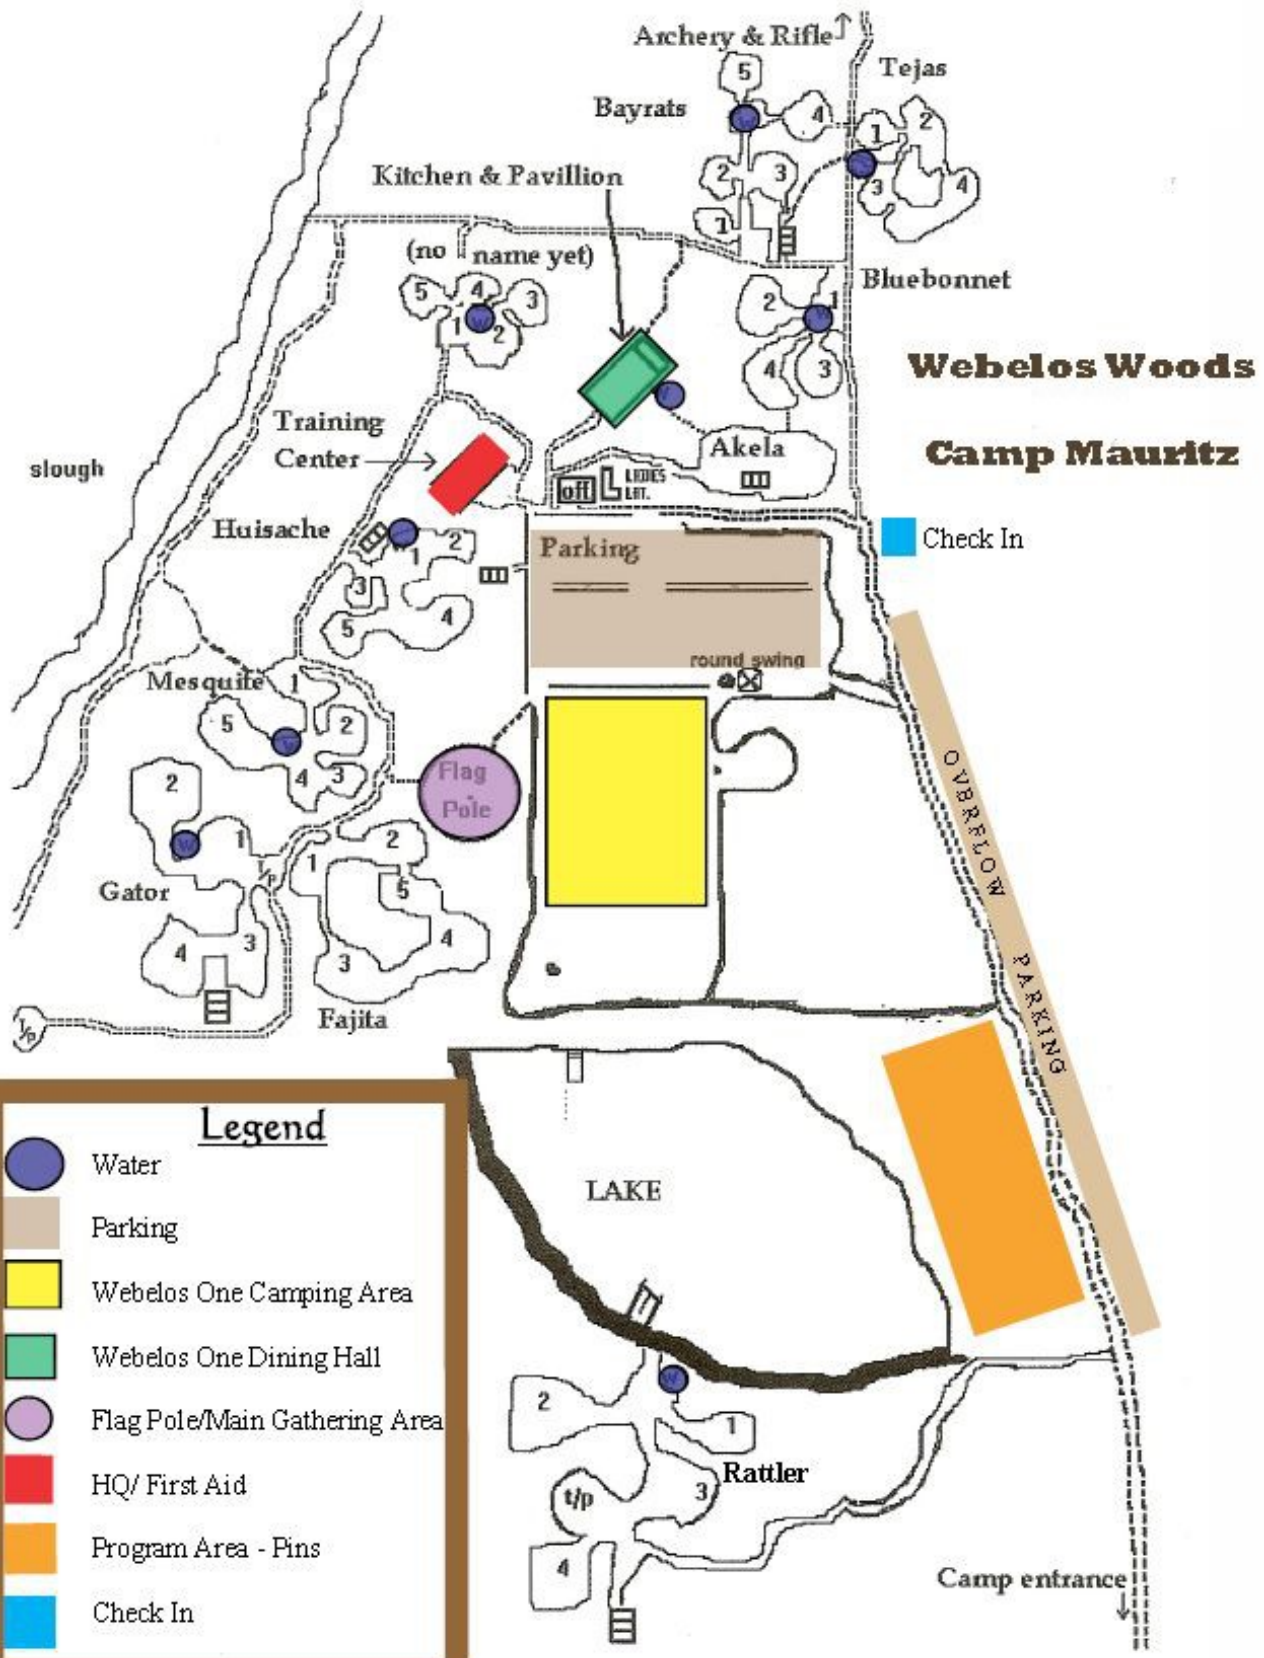 Archery & Rifle
Tejas
5
Bayrats
W
4
1
2
Kitchen & Pavillion
2
3
3
4
1
(no name yet)
Bluebonnet
5
4
3
2
1
1
W
2
W
4
3
Webelos Woods
Training
Center
Akela
Camp Mauritz
slough
off
LADIES
LAT.
Huisache
1
2
Parking
Check In
3
4
5
round swing
Mesquite
1
5
2
W
4
3
Flag
Pole
2
OVERFLOW PARKING
W
1
2
1
T/P
Gator
5
4
3
4
3
T/P
Fajita
Legend
Water
Parking
LAKE
Webelos One Camping Area
Webelos One Dining Hall
W
2
Flag Pole/Main Gathering Area
1
Rattler
HQ/ First Aid
t/p
3
Program Area - Pins
4
Camp entrance
Check In